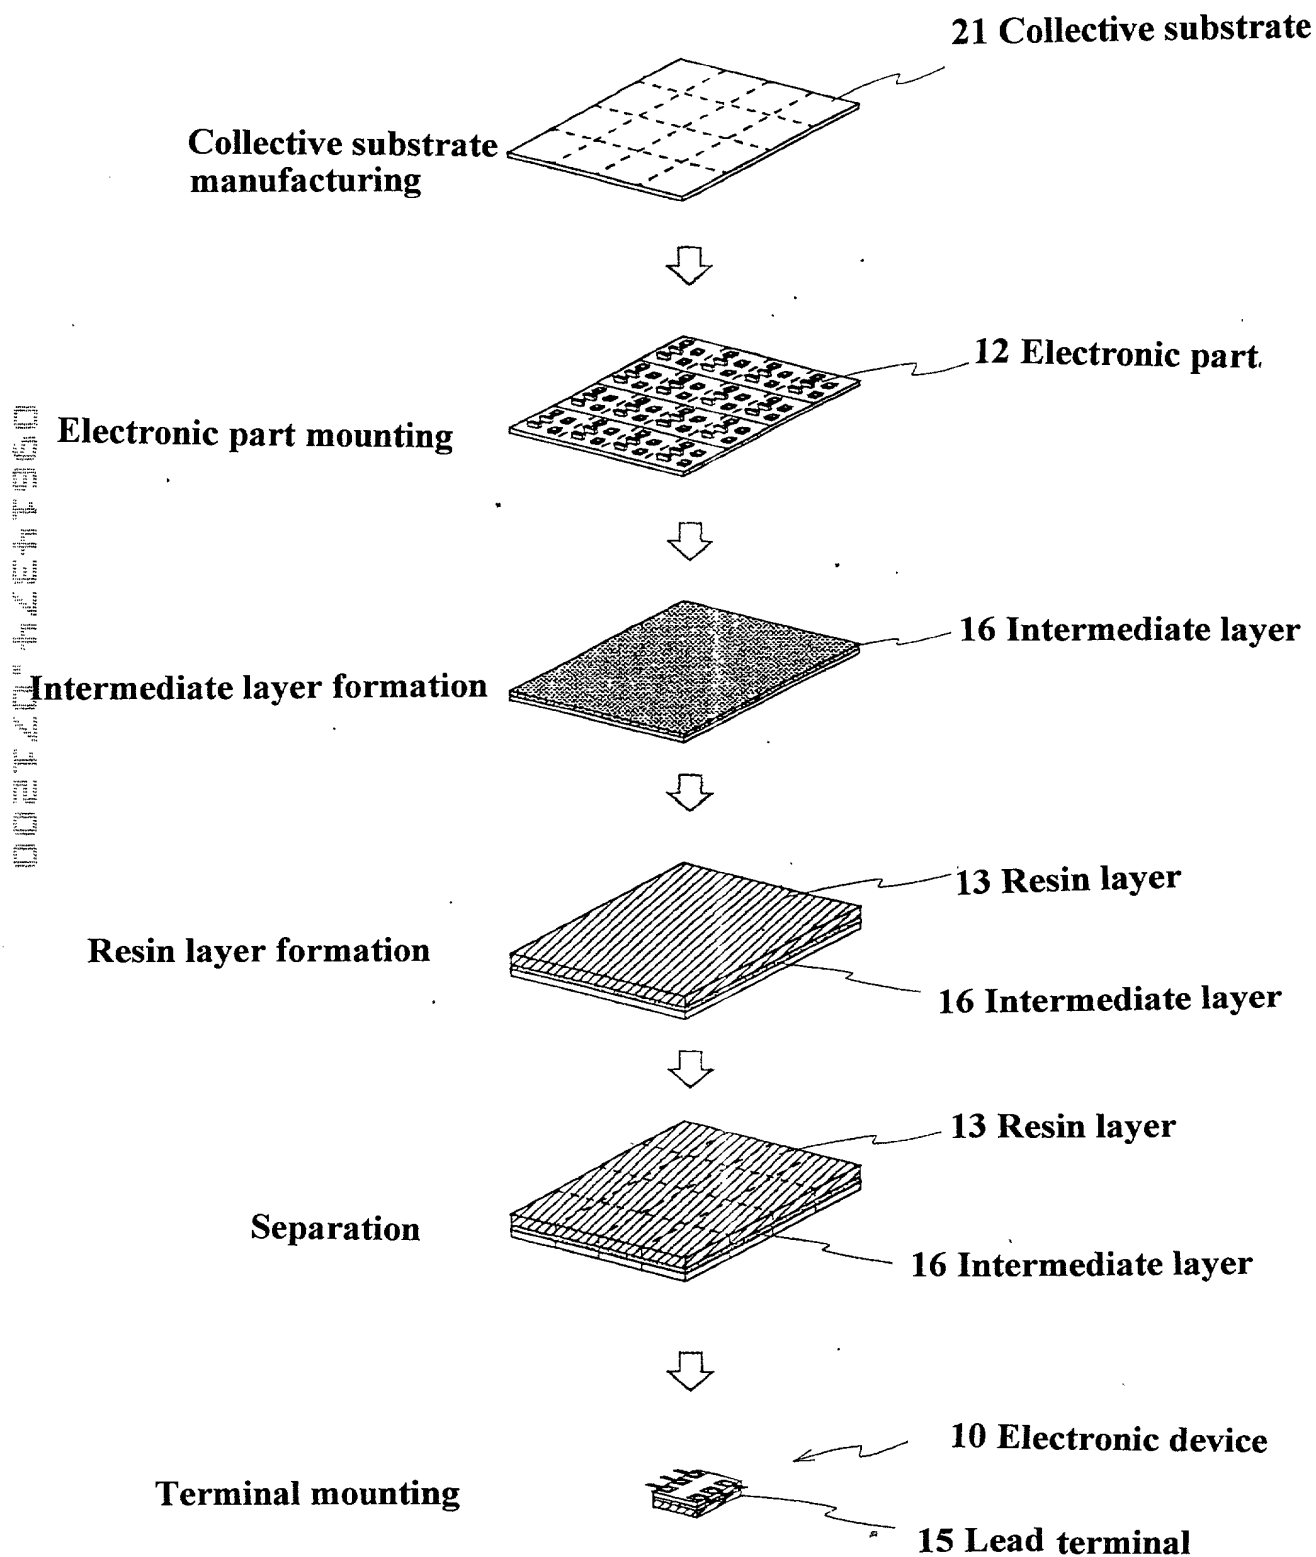 21 Collective substrate
Collective substrate
manufacturing
12 Electronic part
Electronic part mounting
16 Intermediate layer
Intermediate layer formation
13 Resin layer
Resin layer formation
16 Intermediate layer
13 Resin layer
Separation
16 Intermediate layer
10 Electronic device
Terminal mounting
15 Lead terminal